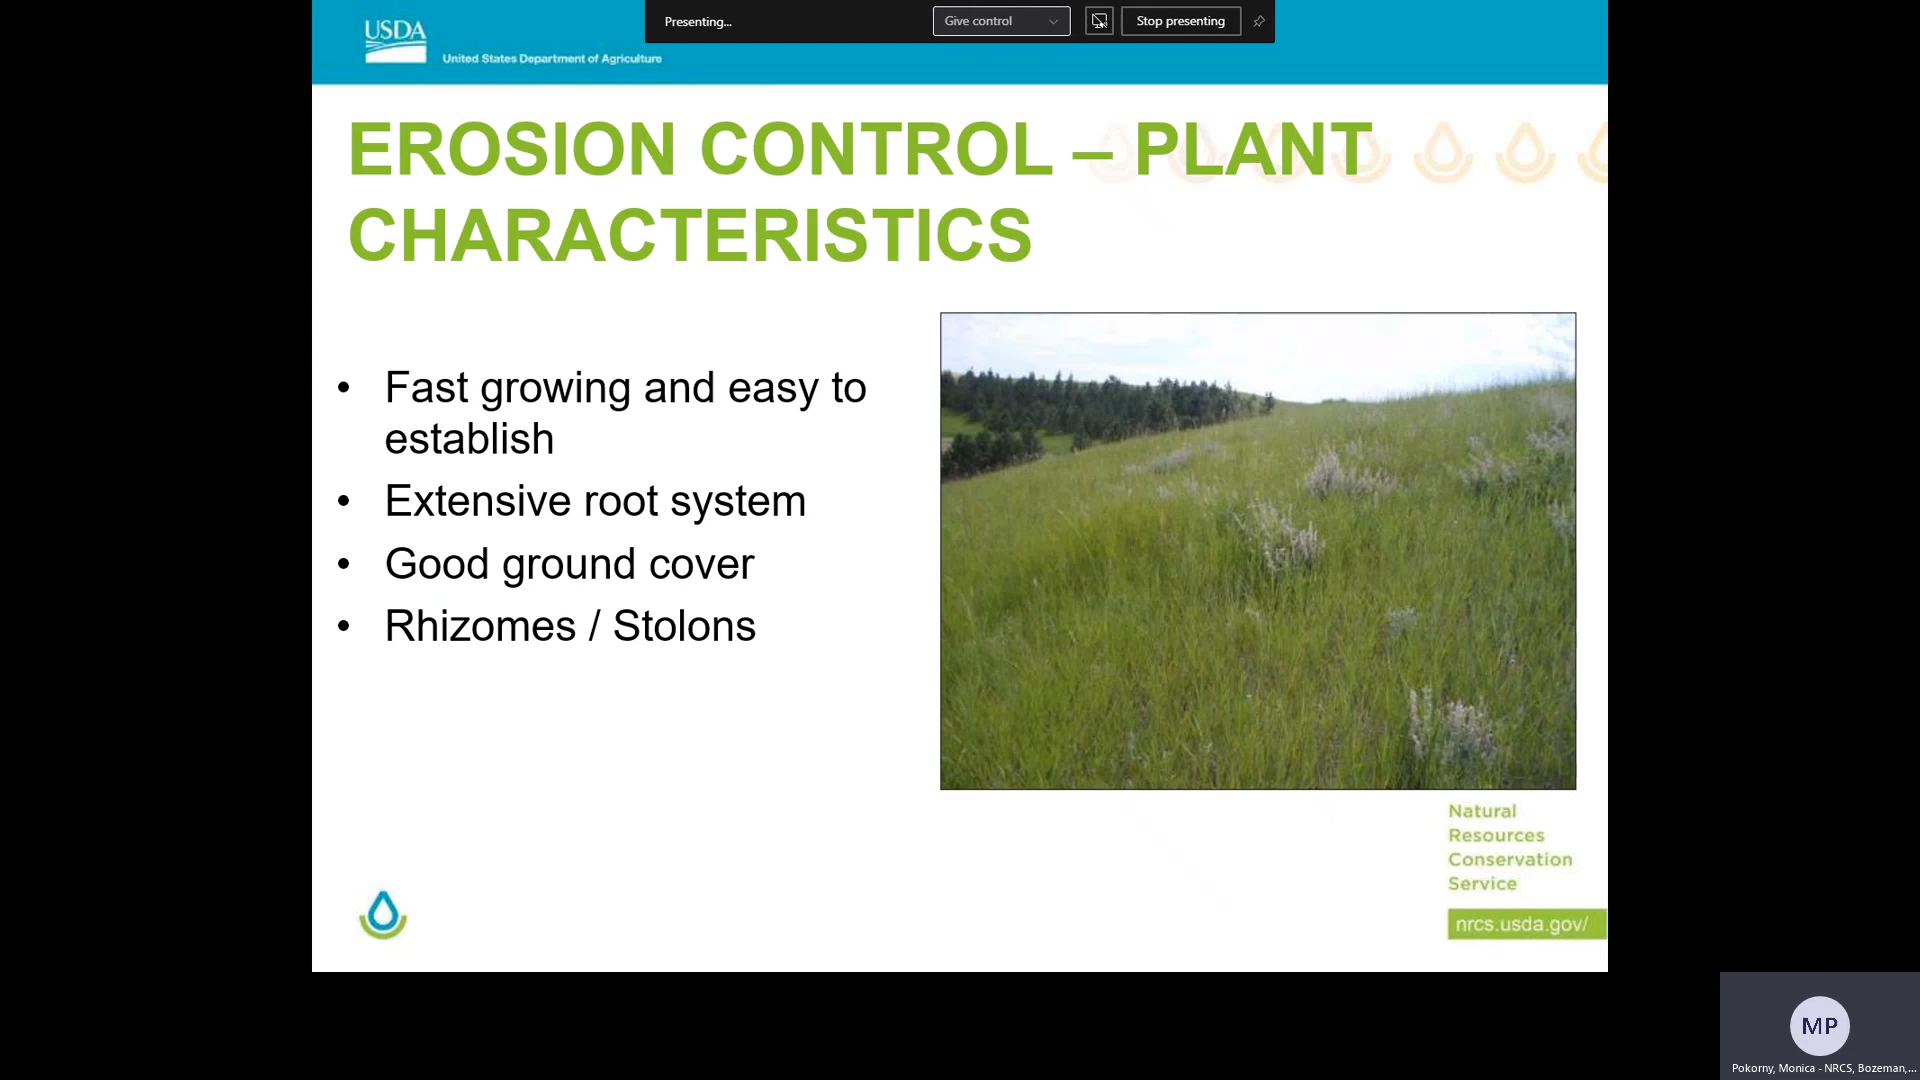 Presenting...
Give control
Stop presenting
USDA
United States Department of Agriculture
EROSION CONTROL – PLANT
CHARACTERISTICS
• Fast growing and easy to
establish
• Extensive root system
• Good ground cover
• Rhizomes / Stolons
Natural
Resources
Conservation
Service
nrcs.usda.gov/
MP
Pokorny, Monica - NRCS, Bozeman,...